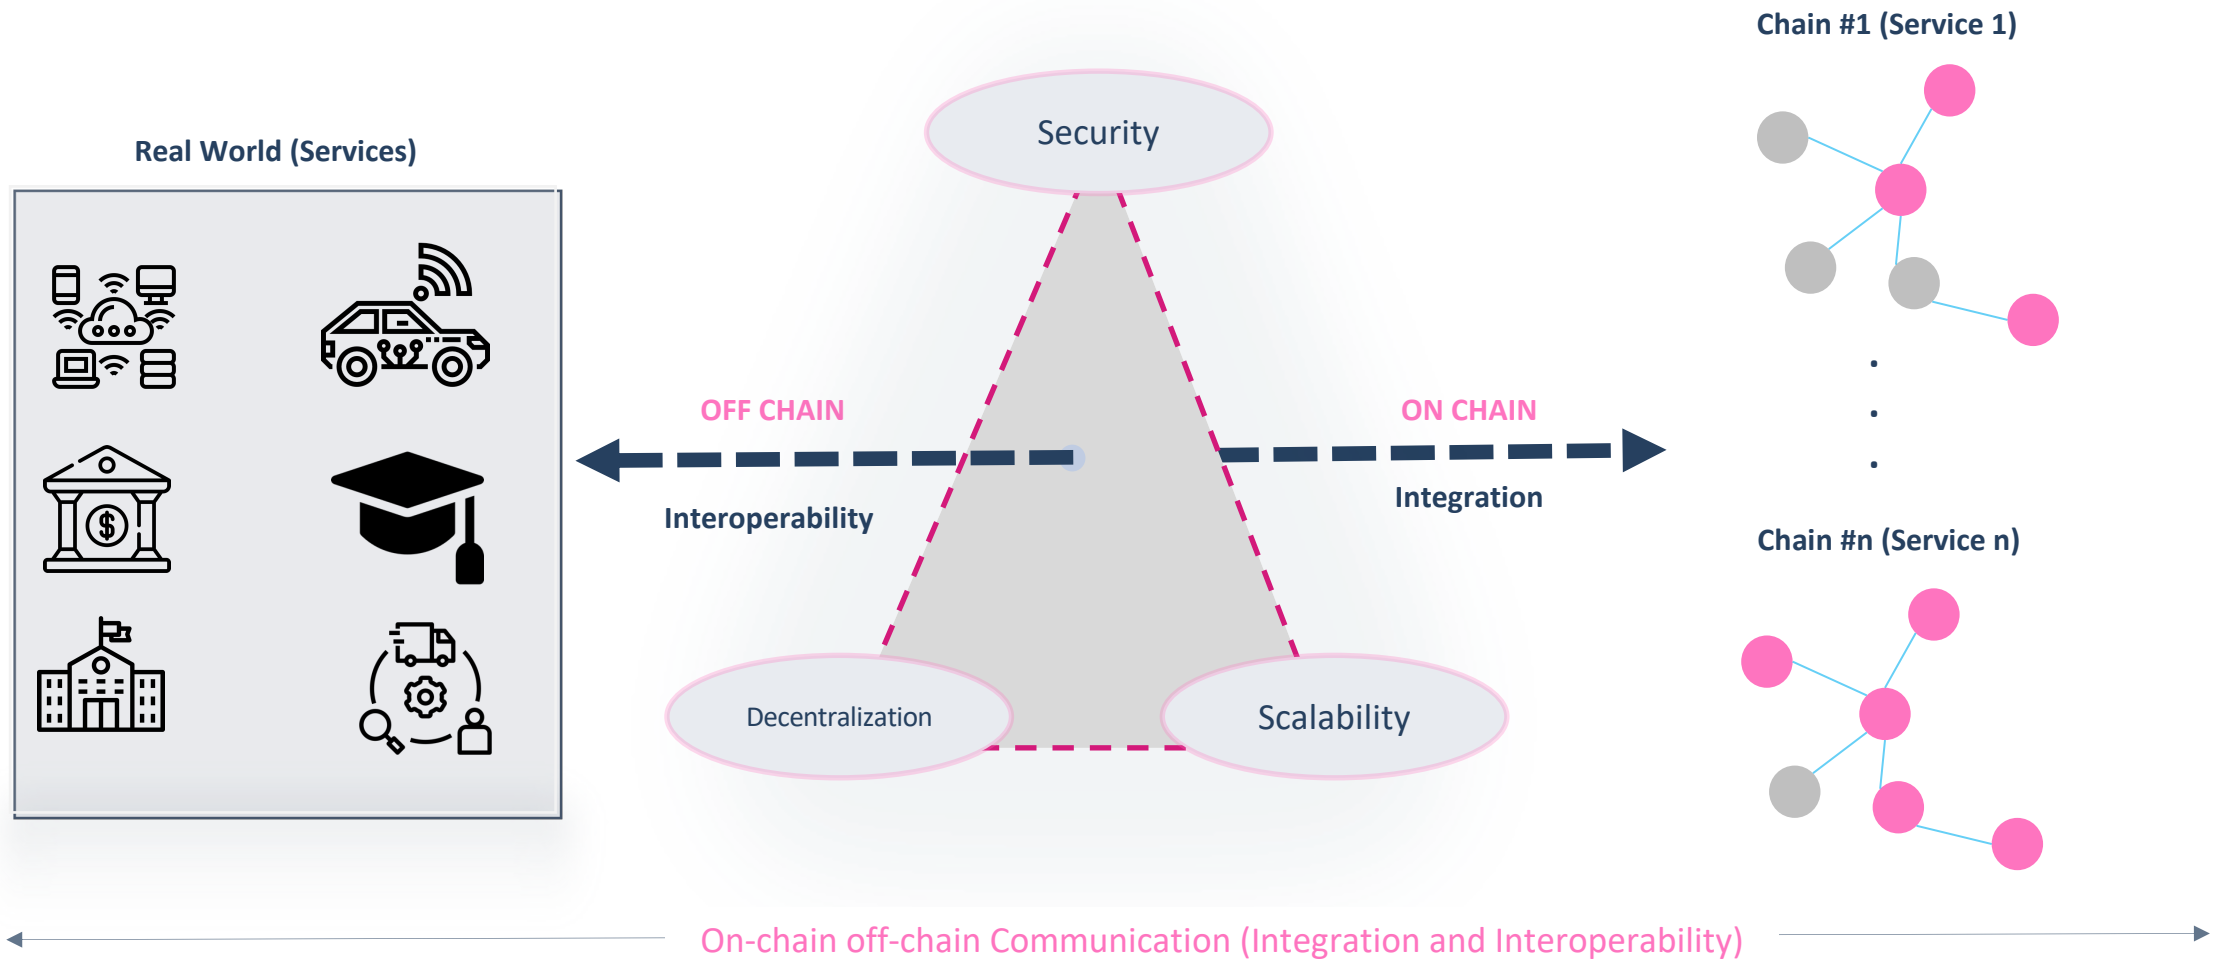 Chain #1 (Service 1)
Security
Real World (Services)
OFF CHAIN
ON CHAIN
Interoperability
Integration
.
.
.
Chain #n (Service n)
$
Decentralization
Scalability
On-chain off-chain Communication (Integration and Interoperability)